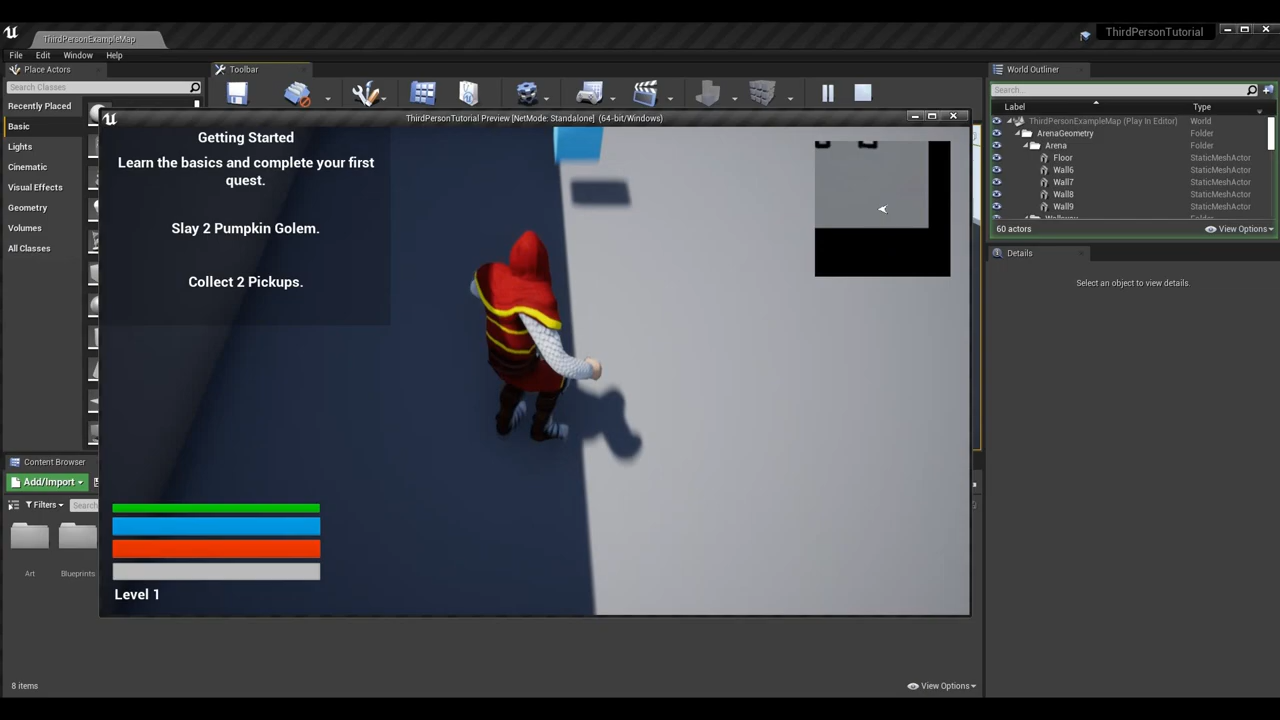 ThirdPersonExampleMap
ThirdPersonTutorial
File Edit Window Help
Place Actors
Toolbar
World Outliner
Search Classes
Search...
Recently Placed
Label Type
Basic
ThirdPersonTutorial Preview [NetMode: Standalone] (64-bit/Windows)
ThirdPersonExampleMap (Play In Editor) World
ArenaGeometry Folder
Lights
Arena Folder
Cinematic
Floor StaticMeshActor
Wall6 StaticMeshActor
Visual Effects
Wall7 StaticMeshActor
Wall8 StaticMeshActor
Geometry
Wall9 StaticMeshActor
Volumes
60 actors View Options
All Classes
Details
Select an object to view details.
Getting Started
Learn the basics and complete your first
quest.
Slay 2 Pumpkin Golem.
Collect 2 Pickups.
Content Browser
Add/Import
Filters Search
Art Blueprints
Level 1
8 items View Options